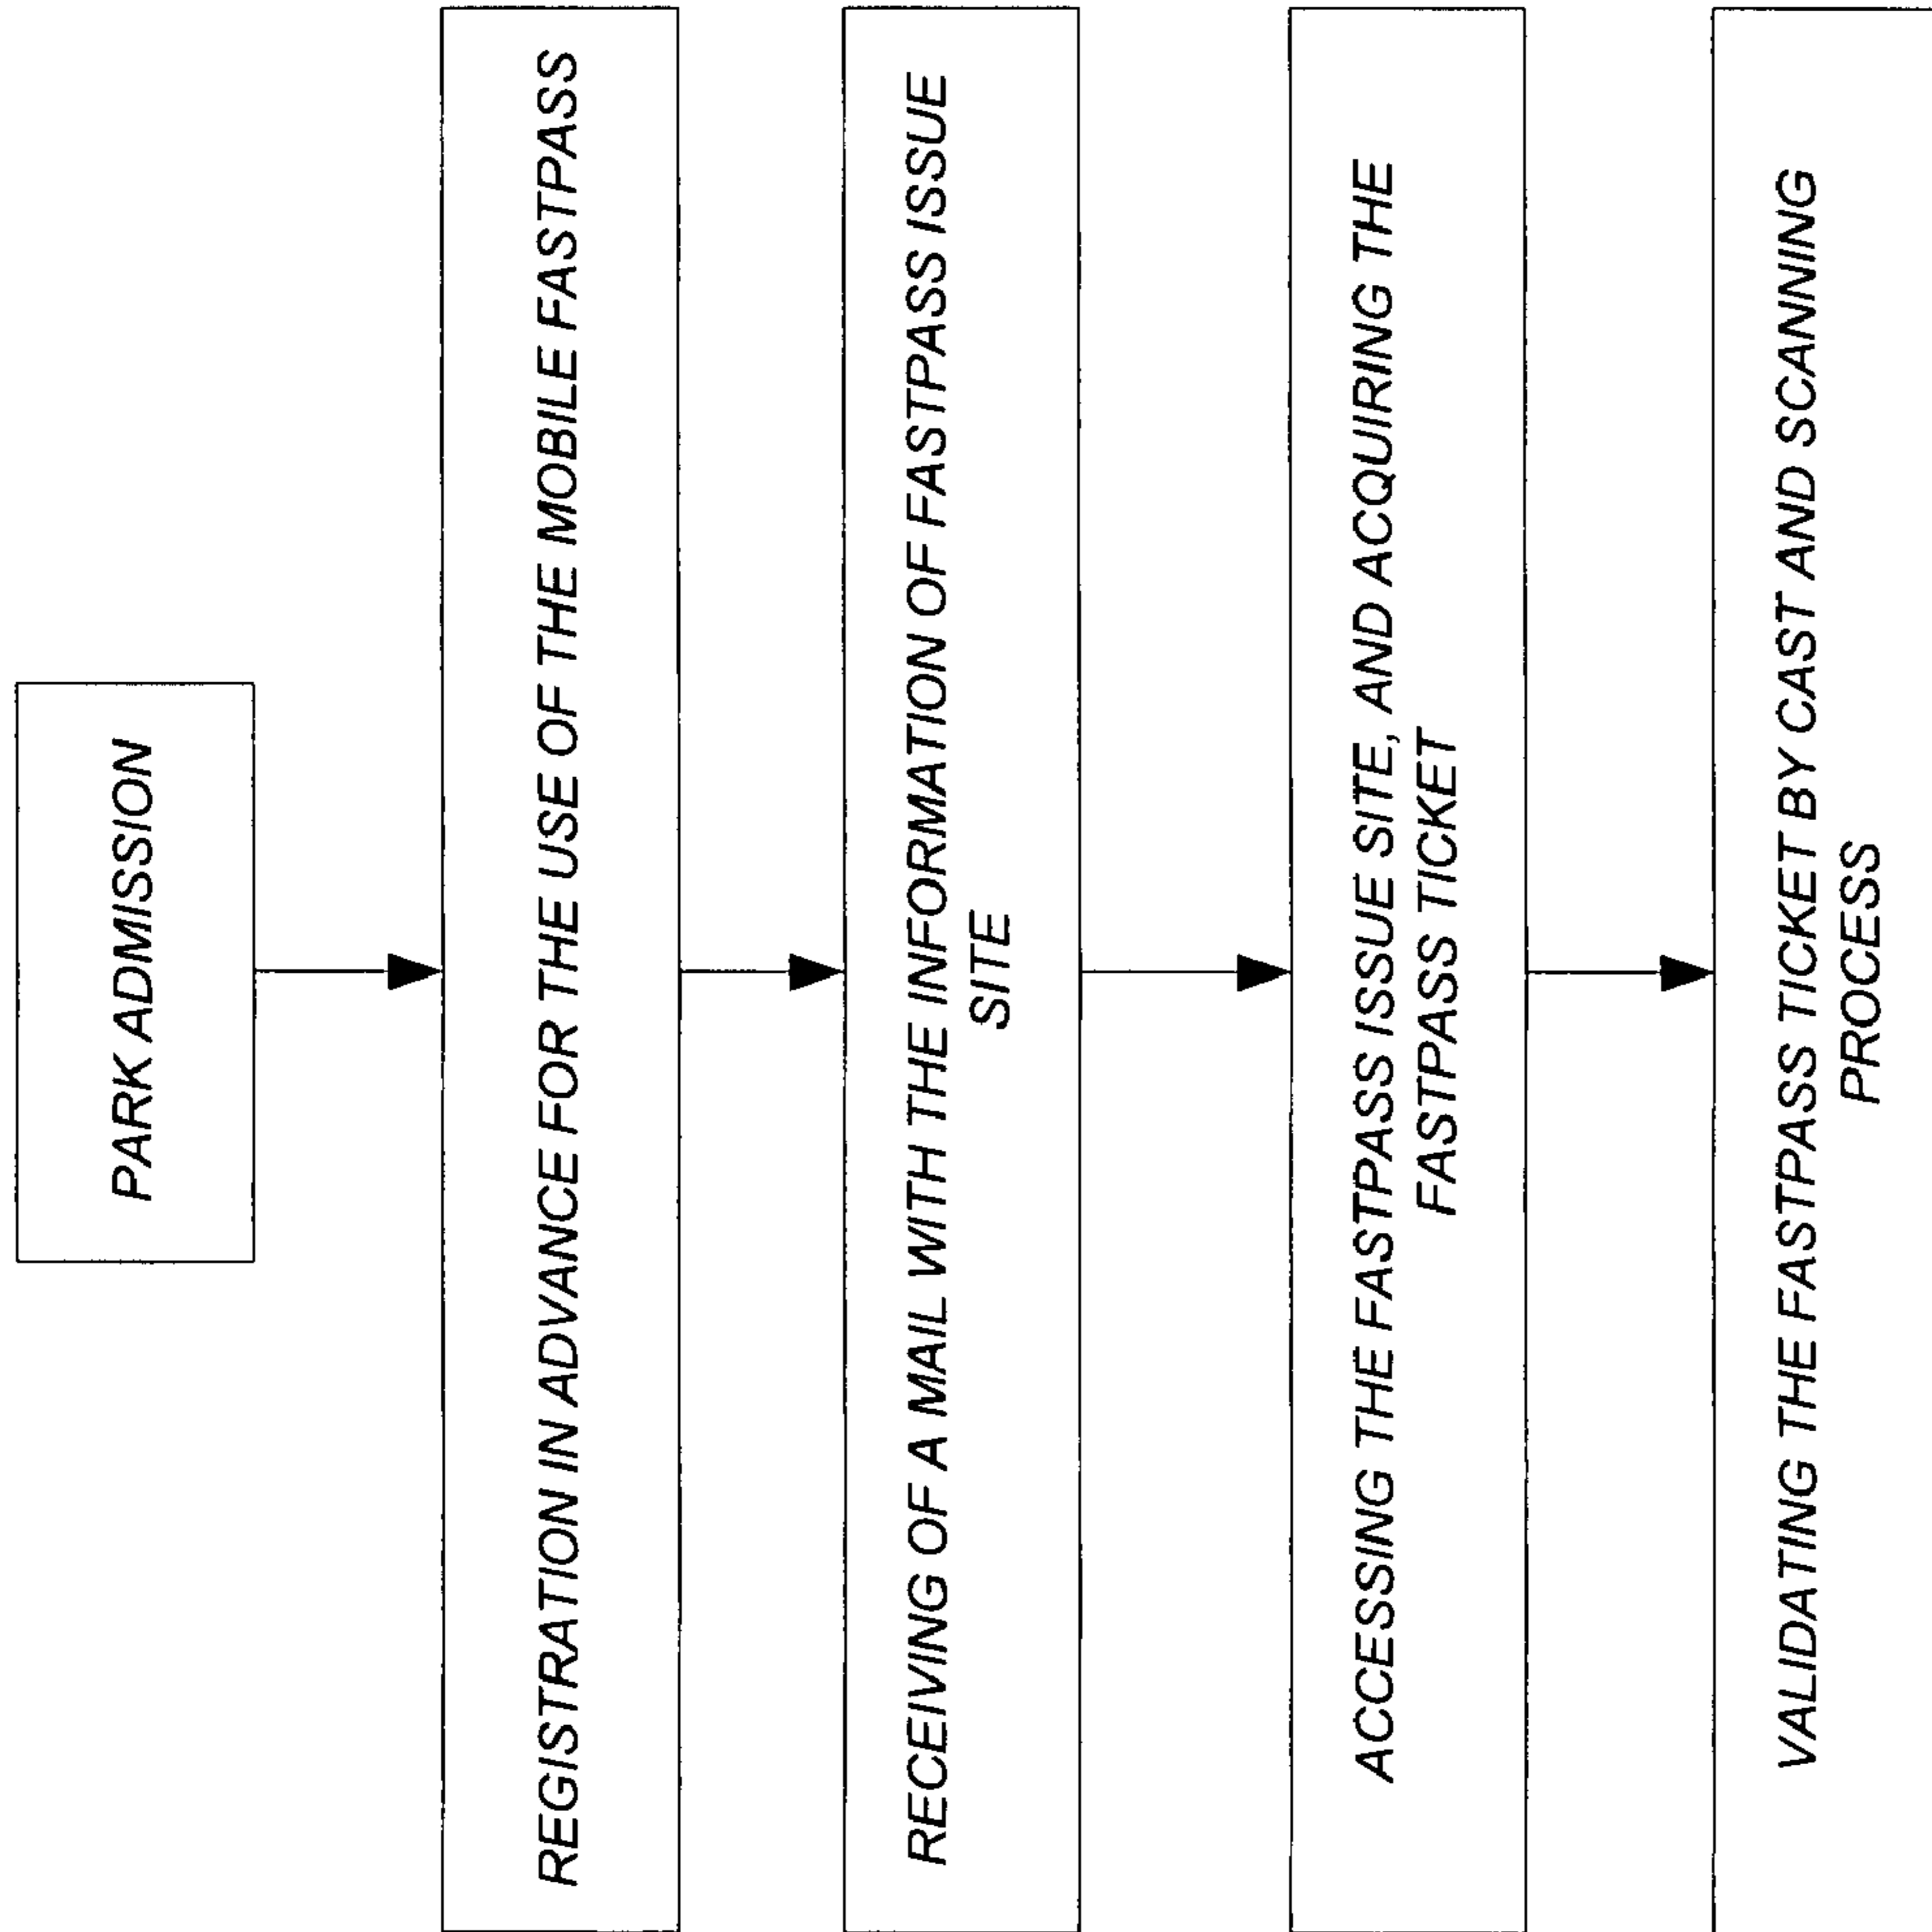 PARK ADMISSION
REGISTRATION IN ADVANCE FOR THE USE OF THE MOBILE FASTPASS
RECEIVING OF A MAIL WITH THE INFORMATION OF FASTPASS ISSUE
SITE
ACCESSING THE FASTPASS ISSUE SITE, AND ACQUIRING THE
FASTPASS TICKET
VALIDATING THE FASTPASS TICKET BY CAST AND SCANNING
PROCESS